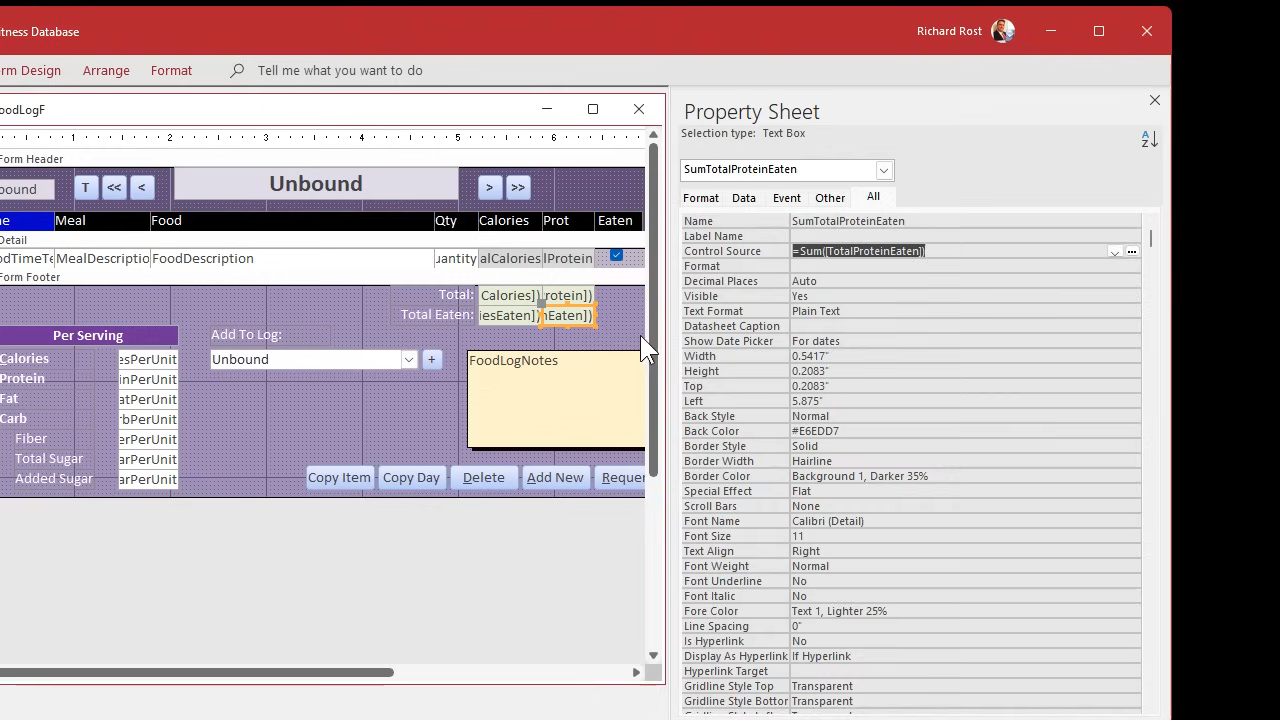 itness Database
Richard Rost
rm Design Arrange Format Tell me what you want to do
oodLogF
1 2 3 4 5 6
Form Header
ound T << < Unbound > >>
ne Meal Food Qty Calories Prot Eaten
Detail
odTimeTe MealDescriptio FoodDescription uantity alCalories lProtein
Form Footer
Total: Calories]) rotein])
Total Eaten: iesEaten]) nEaten])
Per Serving
Add To Log:
Unbound +
Calories esPerUnit
Protein inPerUnit
Fat atPerUnit
Carb rbPerUnit
Fiber erPerUnit
Total Sugar arPerUnit
Added Sugar arPerUnit
FoodLogNotes
Copy Item Copy Day Delete Add New Requer
Property Sheet
Selection type: Text Box
A
Z
SumTotalProteinEaten
Format Data Event Other All
Name SumTotalProteinEaten
Label Name
Control Source =Sum([TotalProteinEaten])
Format
Decimal Places Auto
Visible Yes
Text Format Plain Text
Datasheet Caption
Show Date Picker For dates
Width 0.5417"
Height 0.2083"
Top 0.2083"
Left 5.875"
Back Style Normal
Back Color #E6EDD7
Border Style Solid
Border Width Hairline
Border Color Background 1, Darker 35%
Special Effect Flat
Scroll Bars None
Font Name Calibri (Detail)
Font Size 11
Text Align Right
Font Weight Normal
Font Underline No
Font Italic No
Fore Color Text 1, Lighter 25%
Line Spacing 0"
Is Hyperlink No
Display As Hyperlink If Hyperlink
Hyperlink Target
Gridline Style Top Transparent
Gridline Style Bottor Transparent